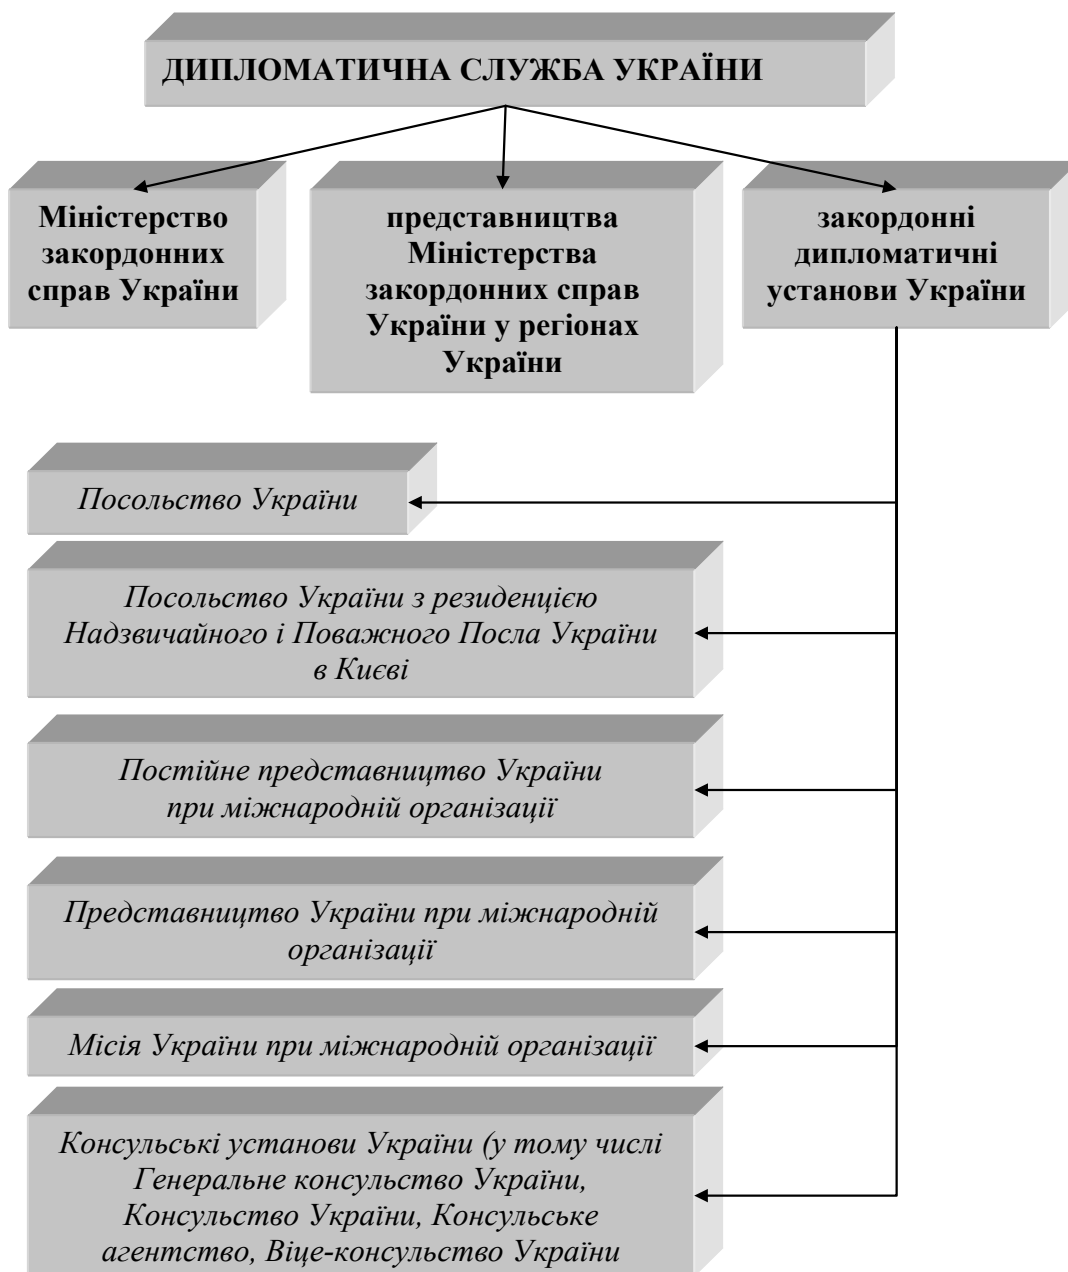 ДИПЛОМАТИЧНА СЛУЖБА УКРАЇНИ
Міністерство
закордонних
справ України
представництва
Міністерства
закордонних справ
України у регіонах
України
закордонні
дипломатичні
установи України
Посольство України
Посольство України з резиденцією
Надзвичайного і Поважного Посла України
в Києві
Постійне представництво України
при міжнародній організації
Представництво України при міжнародній
організації
Місія України при міжнародній організації
Консульські установи України (у тому числі
Генеральне консульство України,
Консульство України, Консульське
агентство, Віце-консульство України